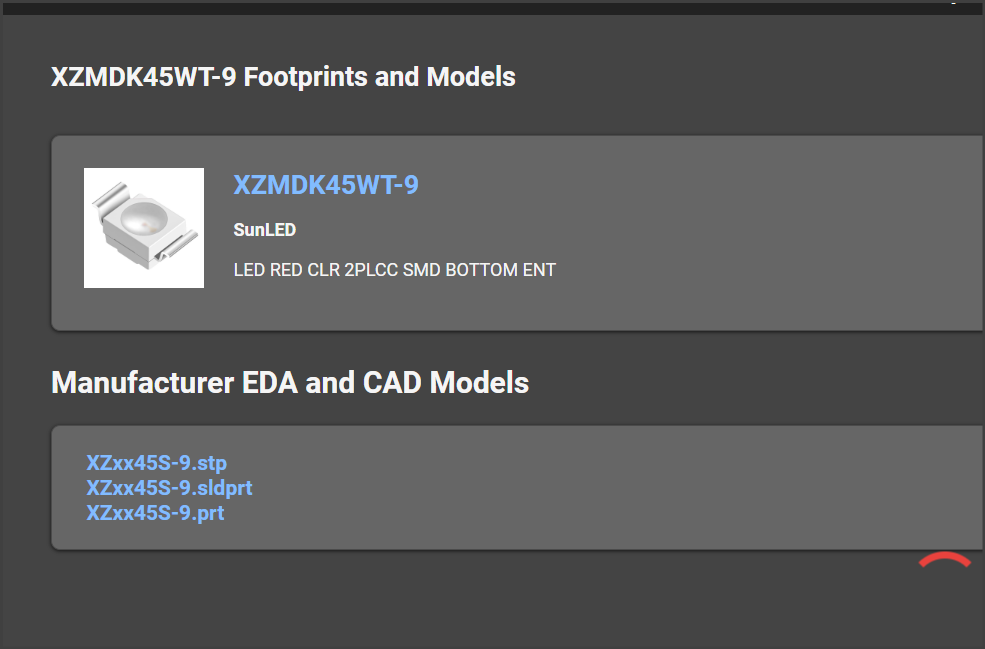 XZMDK45WT-9 Footprints and Models
XZMDK45WT-9
SunLED
LED RED CLR 2PLCC SMD BOTTOM ENT
Manufacturer EDA and CAD Models
XZxx45S-9.stp
XZxx45S-9.sldprt
XZxx45S-9.prt